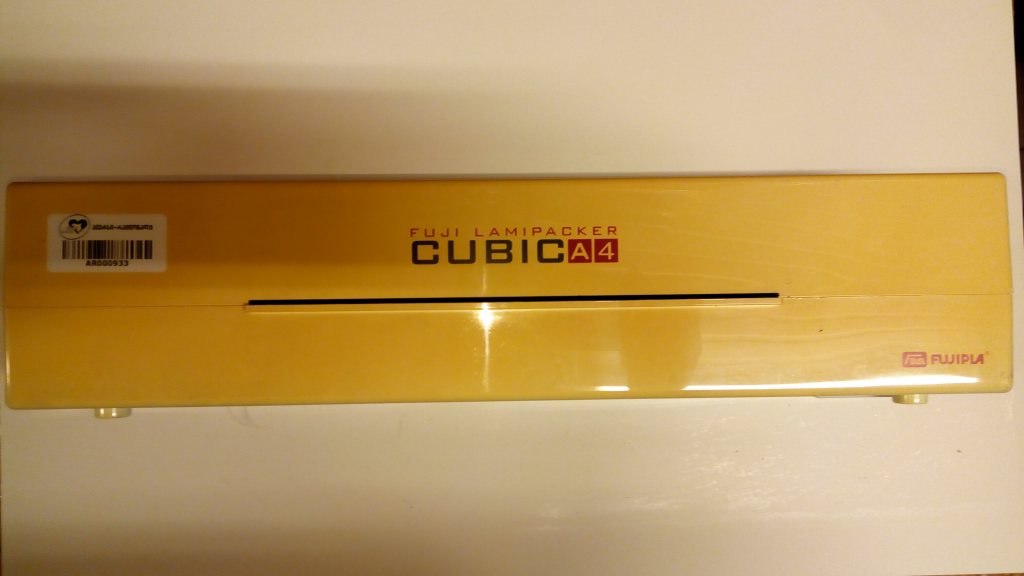 FUJI LAMIPACKER
CUBIC A4
AR000933
FUJIPLA®